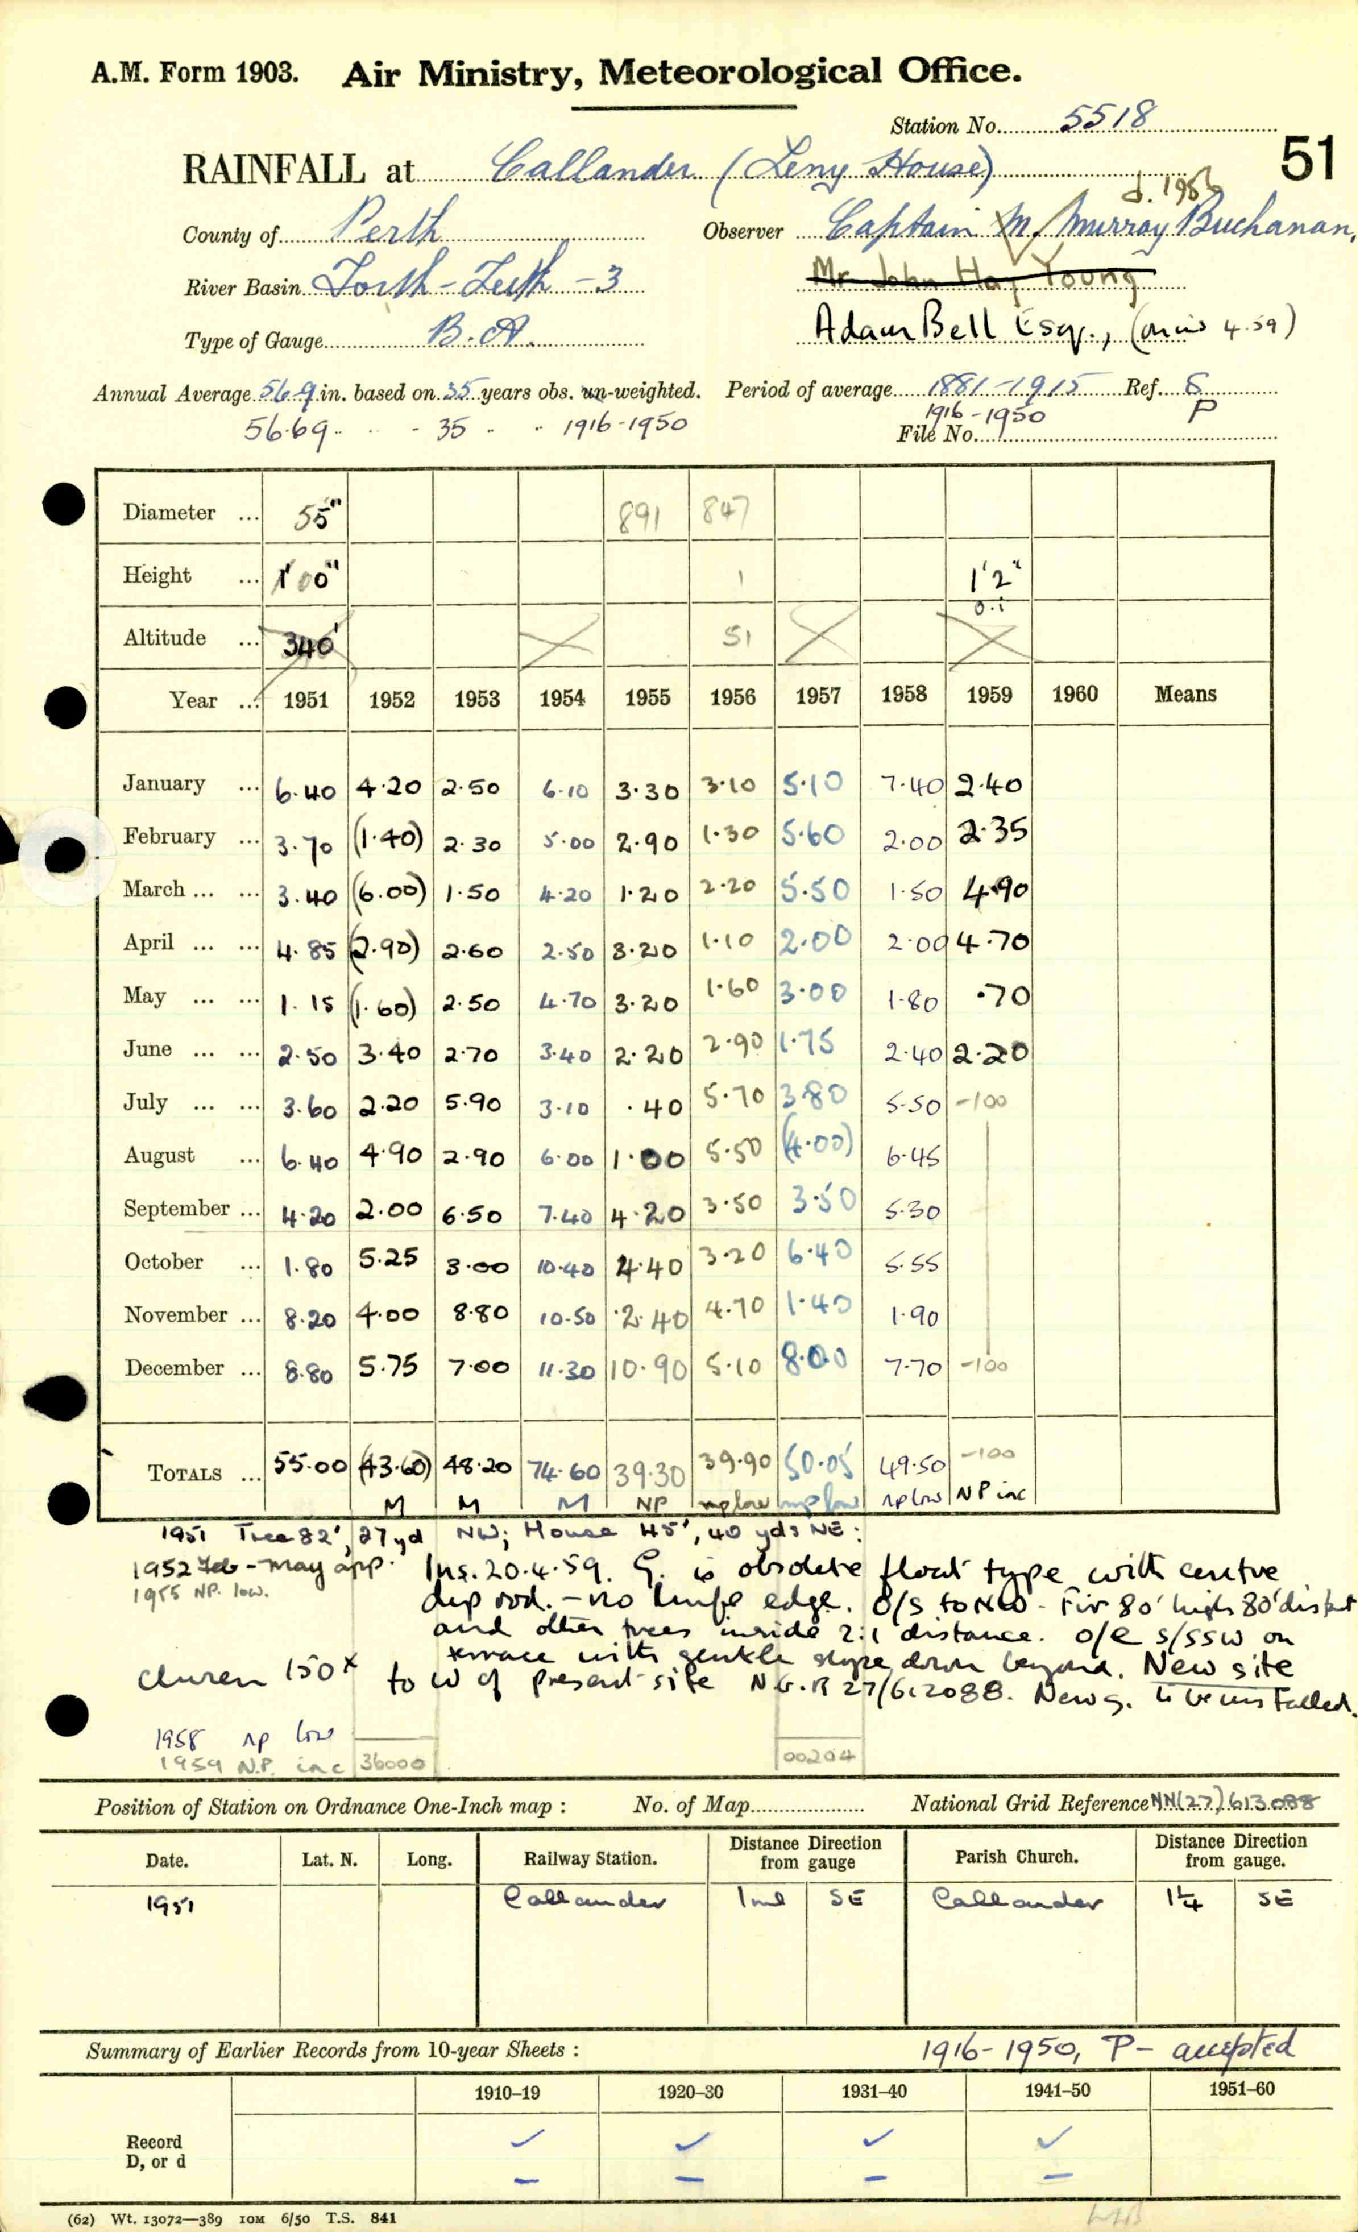 A.M. Form 1903. Air Ministry, Meteorological Office.
Station No. 5518
51
RAINFALL at Callander (Leny House)
d. 1956
County of Perth Observer Captain M. Murray Buchanan,
River Basin Forth-Teith-3 Mr John Hay Young
Type of Gauge B.A. Adam Bell Esq., (4.59)
Annual Average 56.9 in. based on 35 years obs. un-weighted. Period of average 1881-1915 Ref. S
56.69 .. - 35 .. 1916-1950 1916-1950 P
File No.
Diameter ... 5" 891 847
Height ... 1'00" 1 1'2"
0.i
Altitude ... 340' 51
Year ... 1951 1952 1953 1954 1955 1956 1957 1958 1959 1960 Means
January ... 6.40 4.20 2.50 6.10 3.30 3.10 5.10 7.40 2.40
February ... 3.70 (1.40) 2.30 5.00 2.90 1.30 5.60 2.00 2.35
March ... ... 3.40 (6.00) 1.50 4.20 1.20 2.20 5.50 1.50 4.90
April ... ... 4.85 (2.90) 2.60 2.50 3.20 1.10 2.00 2.00 4.70
May ... ... 1.15 (1.60) 2.50 4.70 3.20 1.60 3.00 1.80 .70
June ... ... 2.50 3.40 2.70 3.40 2.20 2.90 1.75 2.40 2.20
July ... ... 3.60 2.20 5.90 3.10 .40 5.70 3.80 5.50 -100
August ... 6.40 4.90 2.90 6.00 1.00 5.50 (4.00) 6.45
September ... 4.20 2.00 6.50 7.40 4.20 3.50 3.50 5.30
October ... 1.80 5.25 3.00 10.40 4.40 3.20 6.40 5.55
November ... 8.20 4.00 8.80 10.50 2.40 4.70 1.40 1.90
December ... 8.80 5.75 7.00 11.30 10.90 5.10 8.00 7.70 -100
TOTALS ... 55.00 (43.60) 48.20 74.60 39.30 39.90 50.05 49.50 -100
M M M NP np low np low np low NP inc
1951 Tree 82', 27 yd NW; House 45', 40 yds NE:
1952 Feb - May app. Ins. 20.4.59. G. is obsolete float type with centre
1955 NP. low. dip rod. - no knife edge. O/S to NW - Fir 80' high 80' distant
and other trees inside 2:1 distance. O/E S/SSW on
terrace with gentle slope down beyond. New site
150x to W of present site N.G.R 27/612088. New g. to be installed.
1958 np low
1959 N.P. inc 36000 00204
Position of Station on Ordnance One-Inch map : No. of Map National Grid Reference NN(27)613088
Date. Lat. N. Long. Railway Station. Distance Direction from gauge Parish Church. Distance Direction from gauge.
1951 Callander 1 ml SE Callander 1¼ SE
Summary of Earlier Records from 10-year Sheets : 1916-1950, P- accepted
1910–19 1920–30 1931–40 1941–50 1951–60
Record ✓ ✓ ✓ ✓
D, or d – – – –
(62) Wt. 13072—389 10M 6/50 T.S. 841